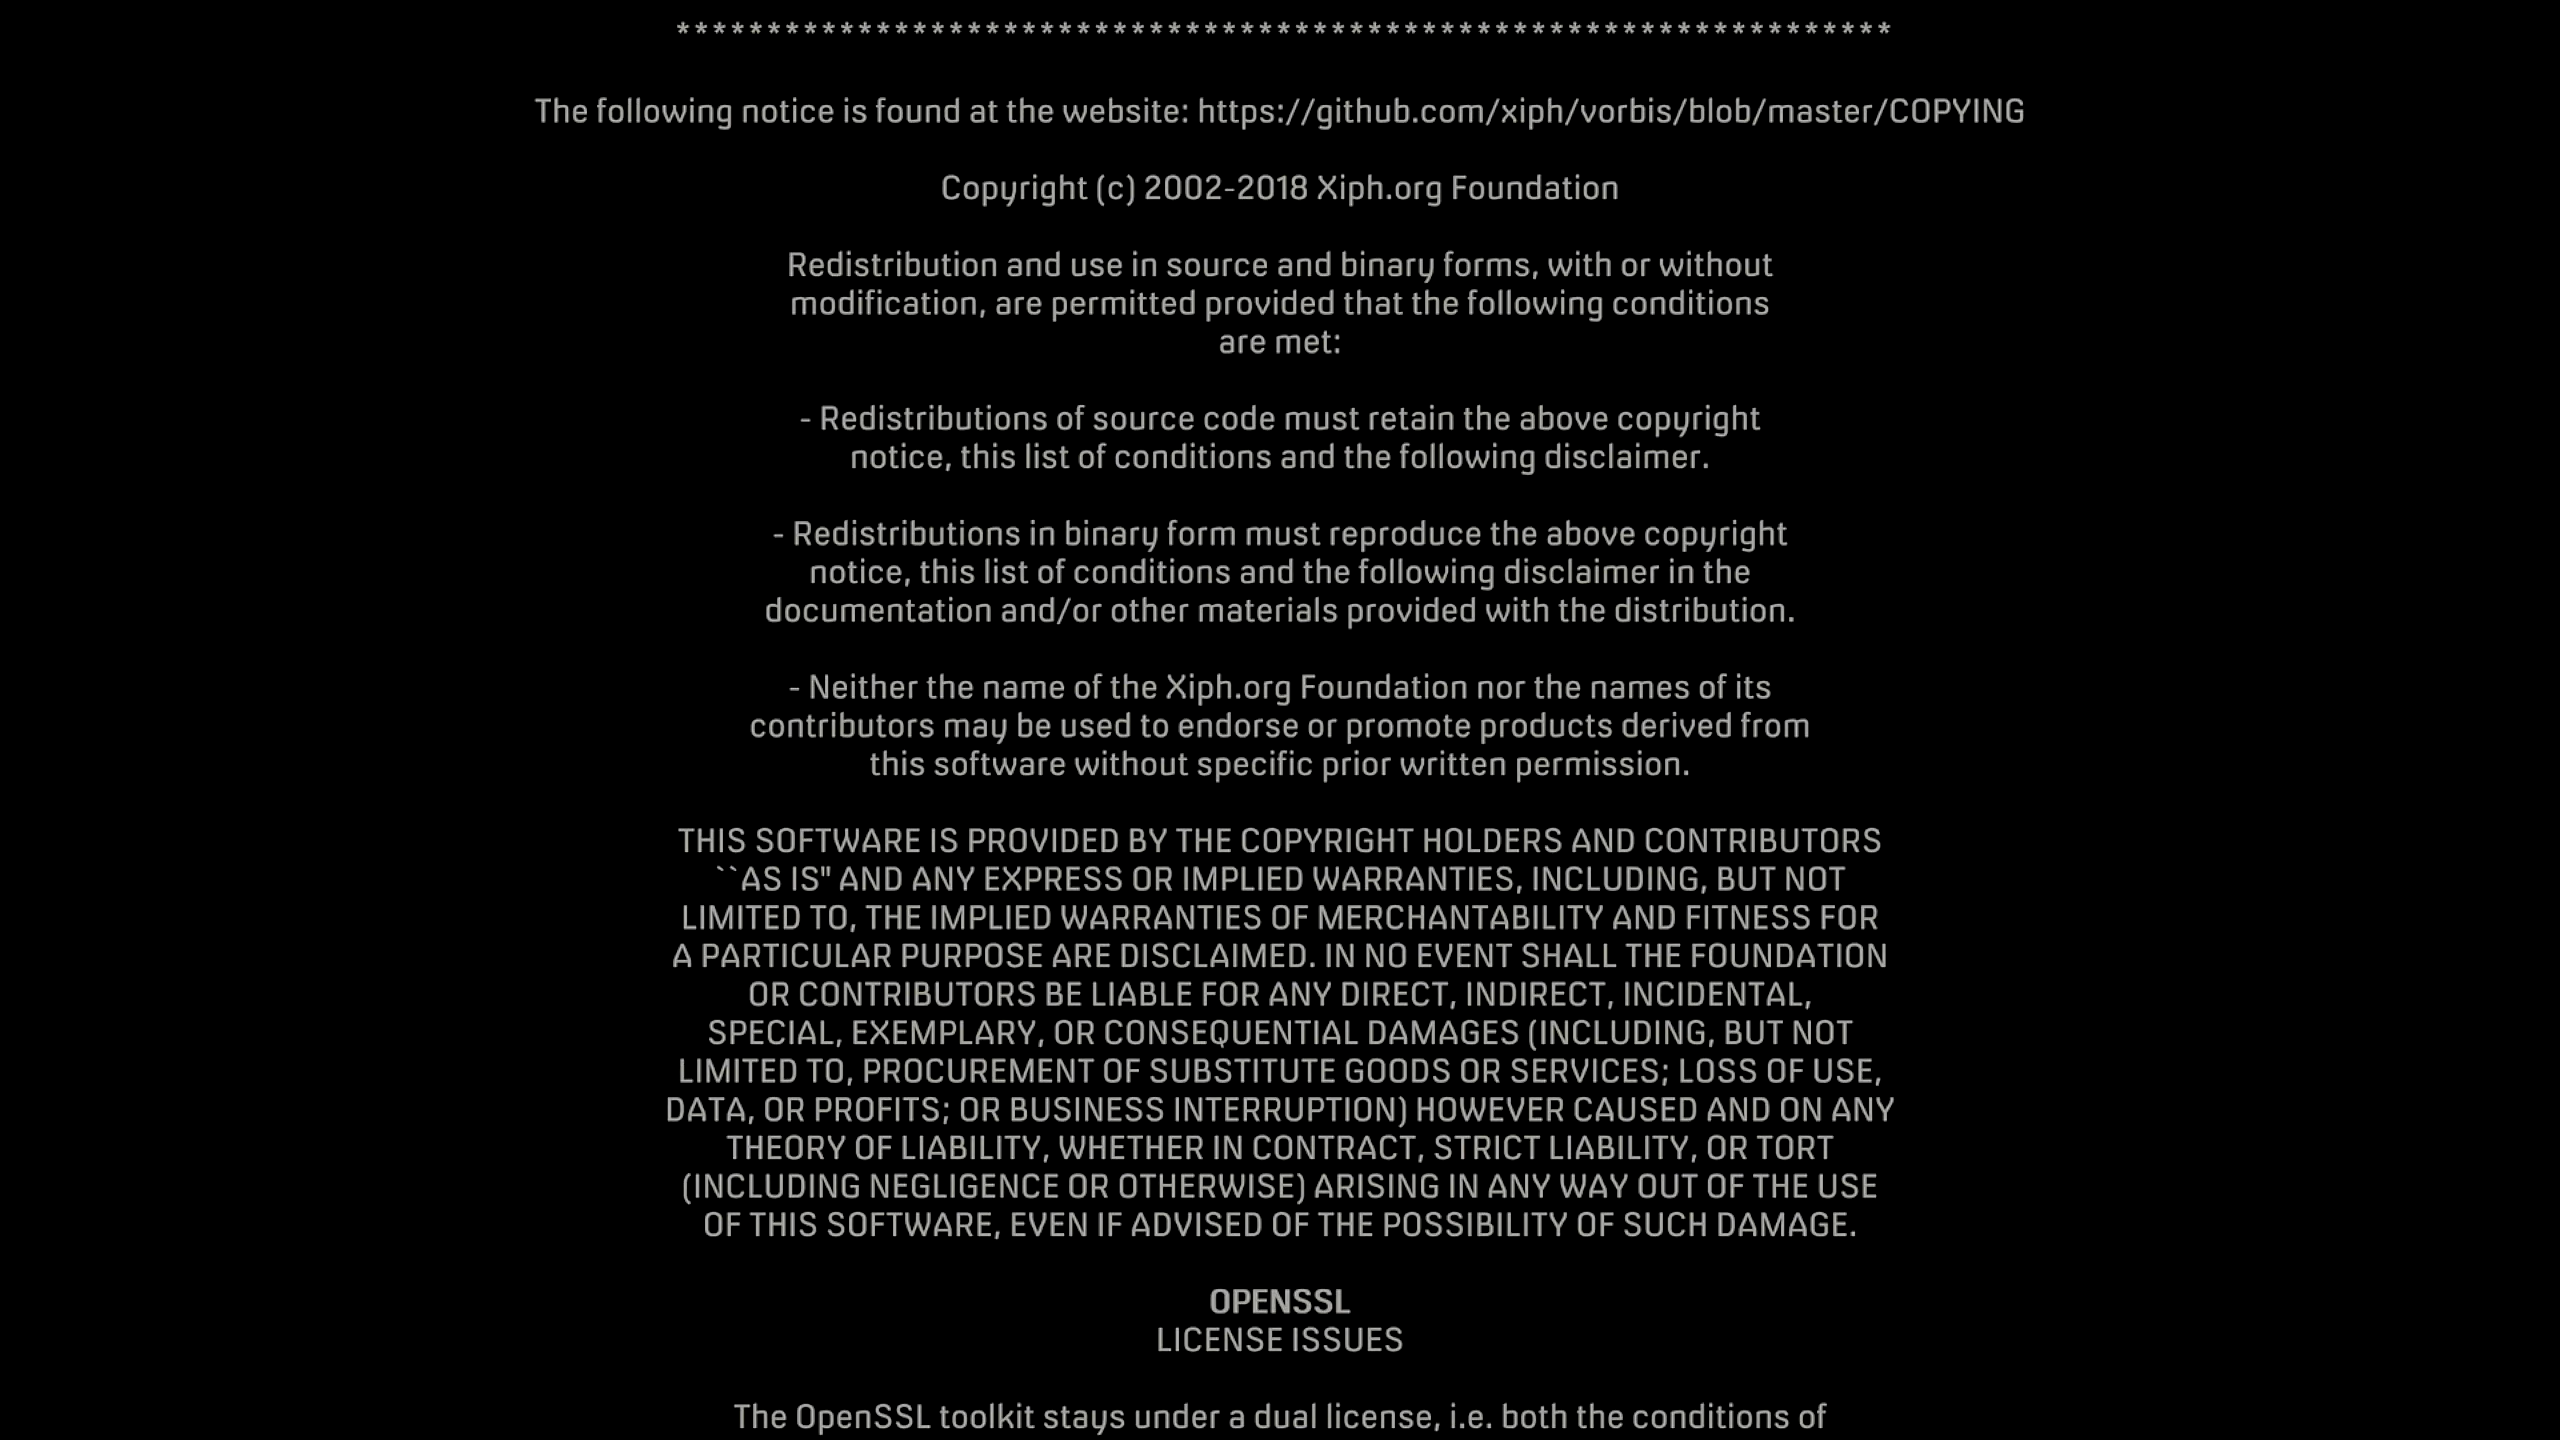 *******************************************************************
The following notice is found at the website: https://github.com/xiph/vorbis/blob/master/COPYING
Copyright (c) 2002-2018 Xiph.org Foundation
Redistribution and use in source and binary forms, with or without
modification, are permitted provided that the following conditions
are met:
- Redistributions of source code must retain the above copyright
notice, this list of conditions and the following disclaimer.
- Redistributions in binary form must reproduce the above copyright
notice, this list of conditions and the following disclaimer in the
documentation and/or other materials provided with the distribution.
- Neither the name of the Xiph.org Foundation nor the names of its
contributors may be used to endorse or promote products derived from
this software without specific prior written permission.
THIS SOFTWARE IS PROVIDED BY THE COPYRIGHT HOLDERS AND CONTRIBUTORS
``AS IS" AND ANY EXPRESS OR IMPLIED WARRANTIES, INCLUDING, BUT NOT
LIMITED TO, THE IMPLIED WARRANTIES OF MERCHANTABILITY AND FITNESS FOR
A PARTICULAR PURPOSE ARE DISCLAIMED. IN NO EVENT SHALL THE FOUNDATION
OR CONTRIBUTORS BE LIABLE FOR ANY DIRECT, INDIRECT, INCIDENTAL,
SPECIAL, EXEMPLARY, OR CONSEQUENTIAL DAMAGES (INCLUDING, BUT NOT
LIMITED TO, PROCUREMENT OF SUBSTITUTE GOODS OR SERVICES; LOSS OF USE,
DATA, OR PROFITS; OR BUSINESS INTERRUPTION) HOWEVER CAUSED AND ON ANY
THEORY OF LIABILITY, WHETHER IN CONTRACT, STRICT LIABILITY, OR TORT
(INCLUDING NEGLIGENCE OR OTHERWISE) ARISING IN ANY WAY OUT OF THE USE
OF THIS SOFTWARE, EVEN IF ADVISED OF THE POSSIBILITY OF SUCH DAMAGE.
OPENSSL
LICENSE ISSUES
The OpenSSL toolkit stays under a dual license, i.e. both the conditions of